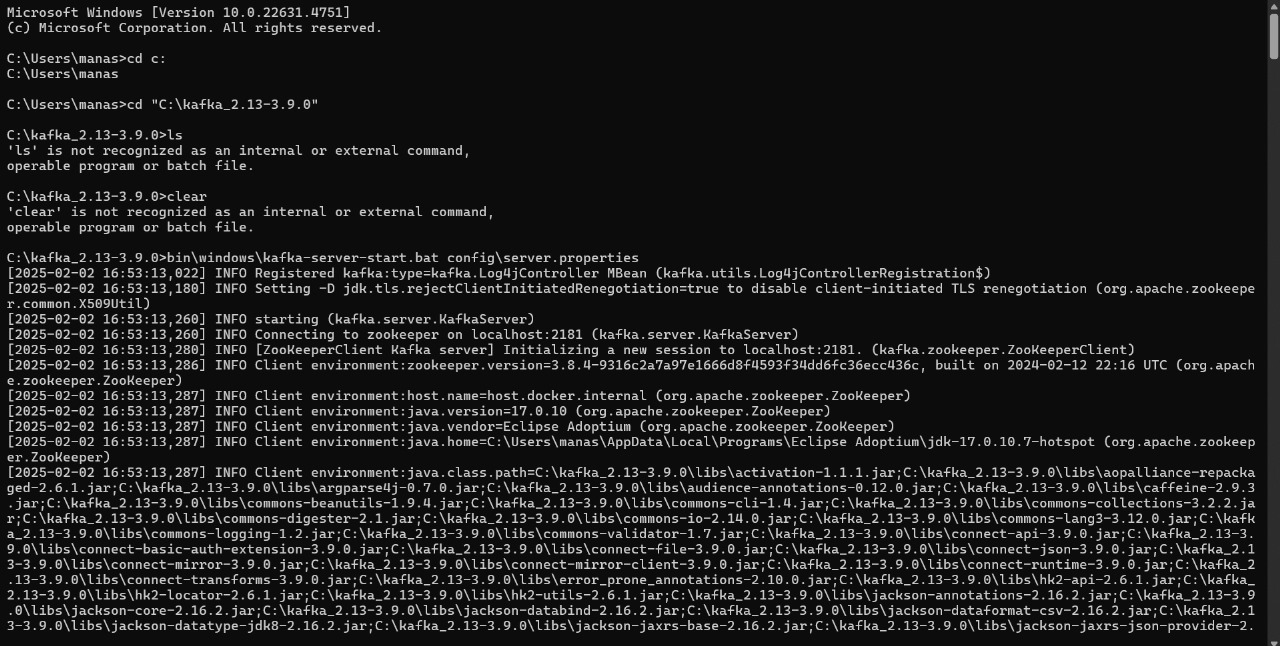 Microsoft Windows [Version 10.0.22631.4751]
(c) Microsoft Corporation. All rights reserved.
C:\Users\manas>cd c:
C:\Users\manas
C:\Users\manas>cd "C:\kafka_2.13-3.9.0"
C:\kafka_2.13-3.9.0>ls
'ls' is not recognized as an internal or external command,
operable program or batch file.
C:\kafka_2.13-3.9.0>clear
'clear' is not recognized as an internal or external command,
operable program or batch file.
C:\kafka_2.13-3.9.0>bin\windows\kafka-server-start.bat config\server.properties
[2025-02-02 16:53:13,022] INFO Registered kafka:type=kafka.Log4jController MBean (kafka.utils.Log4jControllerRegistration$)
[2025-02-02 16:53:13,180] INFO Setting -D jdk.tls.rejectClientInitiatedRenegotiation=true to disable client-initiated TLS renegotiation (org.apache.zookeepe
r.common.X509Util)
[2025-02-02 16:53:13,260] INFO starting (kafka.server.KafkaServer)
[2025-02-02 16:53:13,260] INFO Connecting to zookeeper on localhost:2181 (kafka.server.KafkaServer)
[2025-02-02 16:53:13,280] INFO [ZooKeeperClient Kafka server] Initializing a new session to localhost:2181. (kafka.zookeeper.ZooKeeperClient)
[2025-02-02 16:53:13,286] INFO Client environment:zookeeper.version=3.8.4-9316c2a7a97e1666d8f4593f34dd6fc36ecc436c, built on 2024-02-12 22:16 UTC (org.apach
e.zookeeper.ZooKeeper)
[2025-02-02 16:53:13,287] INFO Client environment:host.name=host.docker.internal (org.apache.zookeeper.ZooKeeper)
[2025-02-02 16:53:13,287] INFO Client environment:java.version=17.0.10 (org.apache.zookeeper.ZooKeeper)
[2025-02-02 16:53:13,287] INFO Client environment:java.vendor=Eclipse Adoptium (org.apache.zookeeper.ZooKeeper)
[2025-02-02 16:53:13,287] INFO Client environment:java.home=C:\Users\manas\AppData\Local\Programs\Eclipse Adoptium\jdk-17.0.10.7-hotspot (org.apache.zookeep
er.ZooKeeper)
[2025-02-02 16:53:13,287] INFO Client environment:java.class.path=C:\kafka_2.13-3.9.0\libs\activation-1.1.1.jar;C:\kafka_2.13-3.9.0\libs\aopalliance-repacka
ged-2.6.1.jar;C:\kafka_2.13-3.9.0\libs\argparse4j-0.7.0.jar;C:\kafka_2.13-3.9.0\libs\audience-annotations-0.12.0.jar;C:\kafka_2.13-3.9.0\libs\caffeine-2.9.3
.jar;C:\kafka_2.13-3.9.0\libs\commons-beanutils-1.9.4.jar;C:\kafka_2.13-3.9.0\libs\commons-cli-1.4.jar;C:\kafka_2.13-3.9.0\libs\commons-collections-3.2.2.ja
r;C:\kafka_2.13-3.9.0\libs\commons-digester-2.1.jar;C:\kafka_2.13-3.9.0\libs\commons-io-2.14.0.jar;C:\kafka_2.13-3.9.0\libs\commons-lang3-3.12.0.jar;C:\kafk
a_2.13-3.9.0\libs\commons-logging-1.2.jar;C:\kafka_2.13-3.9.0\libs\commons-validator-1.7.jar;C:\kafka_2.13-3.9.0\libs\connect-api-3.9.0.jar;C:\kafka_2.13-3.
9.0\libs\connect-basic-auth-extension-3.9.0.jar;C:\kafka_2.13-3.9.0\libs\connect-file-3.9.0.jar;C:\kafka_2.13-3.9.0\libs\connect-json-3.9.0.jar;C:\kafka_2.1
3-3.9.0\libs\connect-mirror-3.9.0.jar;C:\kafka_2.13-3.9.0\libs\connect-mirror-client-3.9.0.jar;C:\kafka_2.13-3.9.0\libs\connect-runtime-3.9.0.jar;C:\kafka_2
.13-3.9.0\libs\connect-transforms-3.9.0.jar;C:\kafka_2.13-3.9.0\libs\error_prone_annotations-2.10.0.jar;C:\kafka_2.13-3.9.0\libs\hk2-api-2.6.1.jar;C:\kafka_
2.13-3.9.0\libs\hk2-locator-2.6.1.jar;C:\kafka_2.13-3.9.0\libs\hk2-utils-2.6.1.jar;C:\kafka_2.13-3.9.0\libs\jackson-annotations-2.16.2.jar;C:\kafka_2.13-3.9
.0\libs\jackson-core-2.16.2.jar;C:\kafka_2.13-3.9.0\libs\jackson-databind-2.16.2.jar;C:\kafka_2.13-3.9.0\libs\jackson-dataformat-csv-2.16.2.jar;C:\kafka_2.1
3-3.9.0\libs\jackson-datatype-jdk8-2.16.2.jar;C:\kafka_2.13-3.9.0\libs\jackson-jaxrs-base-2.16.2.jar;C:\kafka_2.13-3.9.0\libs\jackson-jaxrs-json-provider-2.